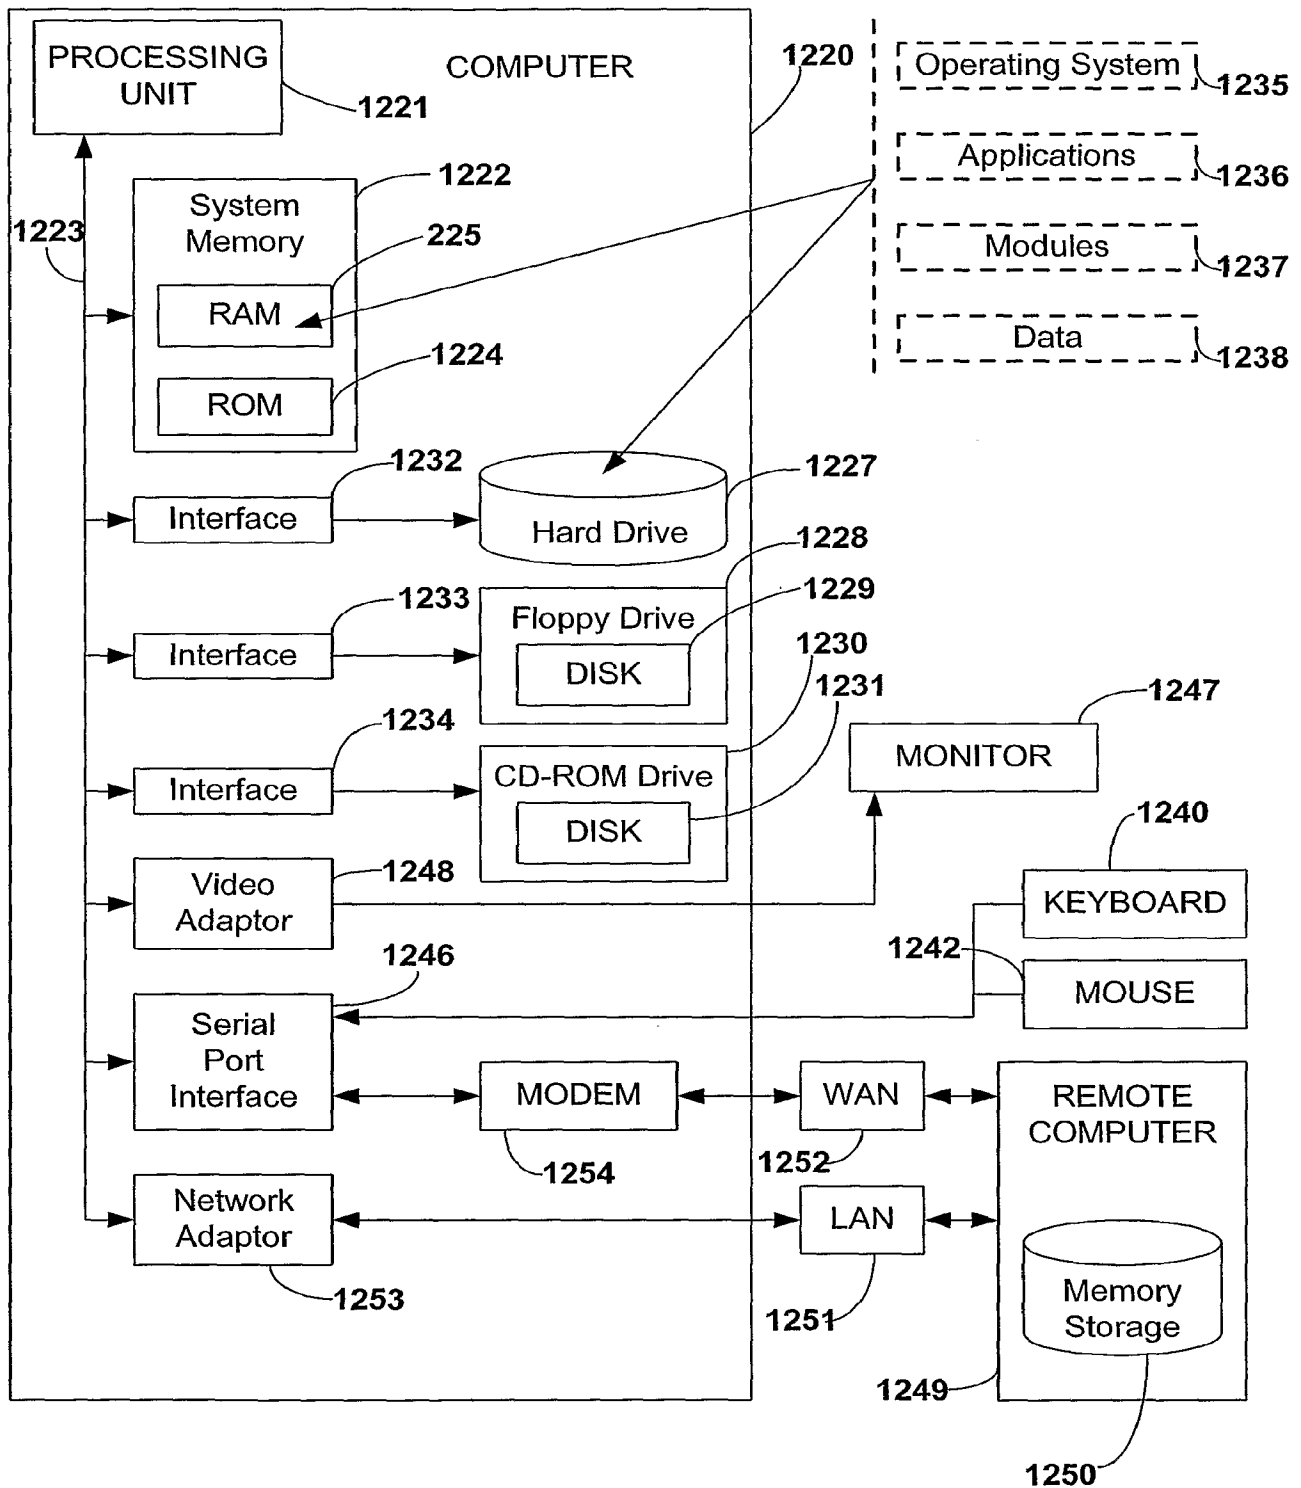 PROCESSING
UNIT
1221
COMPUTER
1220
Operating System
1235
Applications
1236
Modules
1237
Data
1238
1223
System
Memory
1222
225
RAM
1224
ROM
1232
Interface
Hard Drive
1227
1228
1233
Interface
Floppy Drive
1229
DISK
1230
1231
1234
Interface
CD-ROM Drive
DISK
1247
MONITOR
1248
Video
Adaptor
1240
KEYBOARD
1242
MOUSE
1246
Serial
Port
Interface
MODEM
1254
WAN
1252
REMOTE
COMPUTER
Network
Adaptor
1253
LAN
1251
Memory
Storage
1249
1250